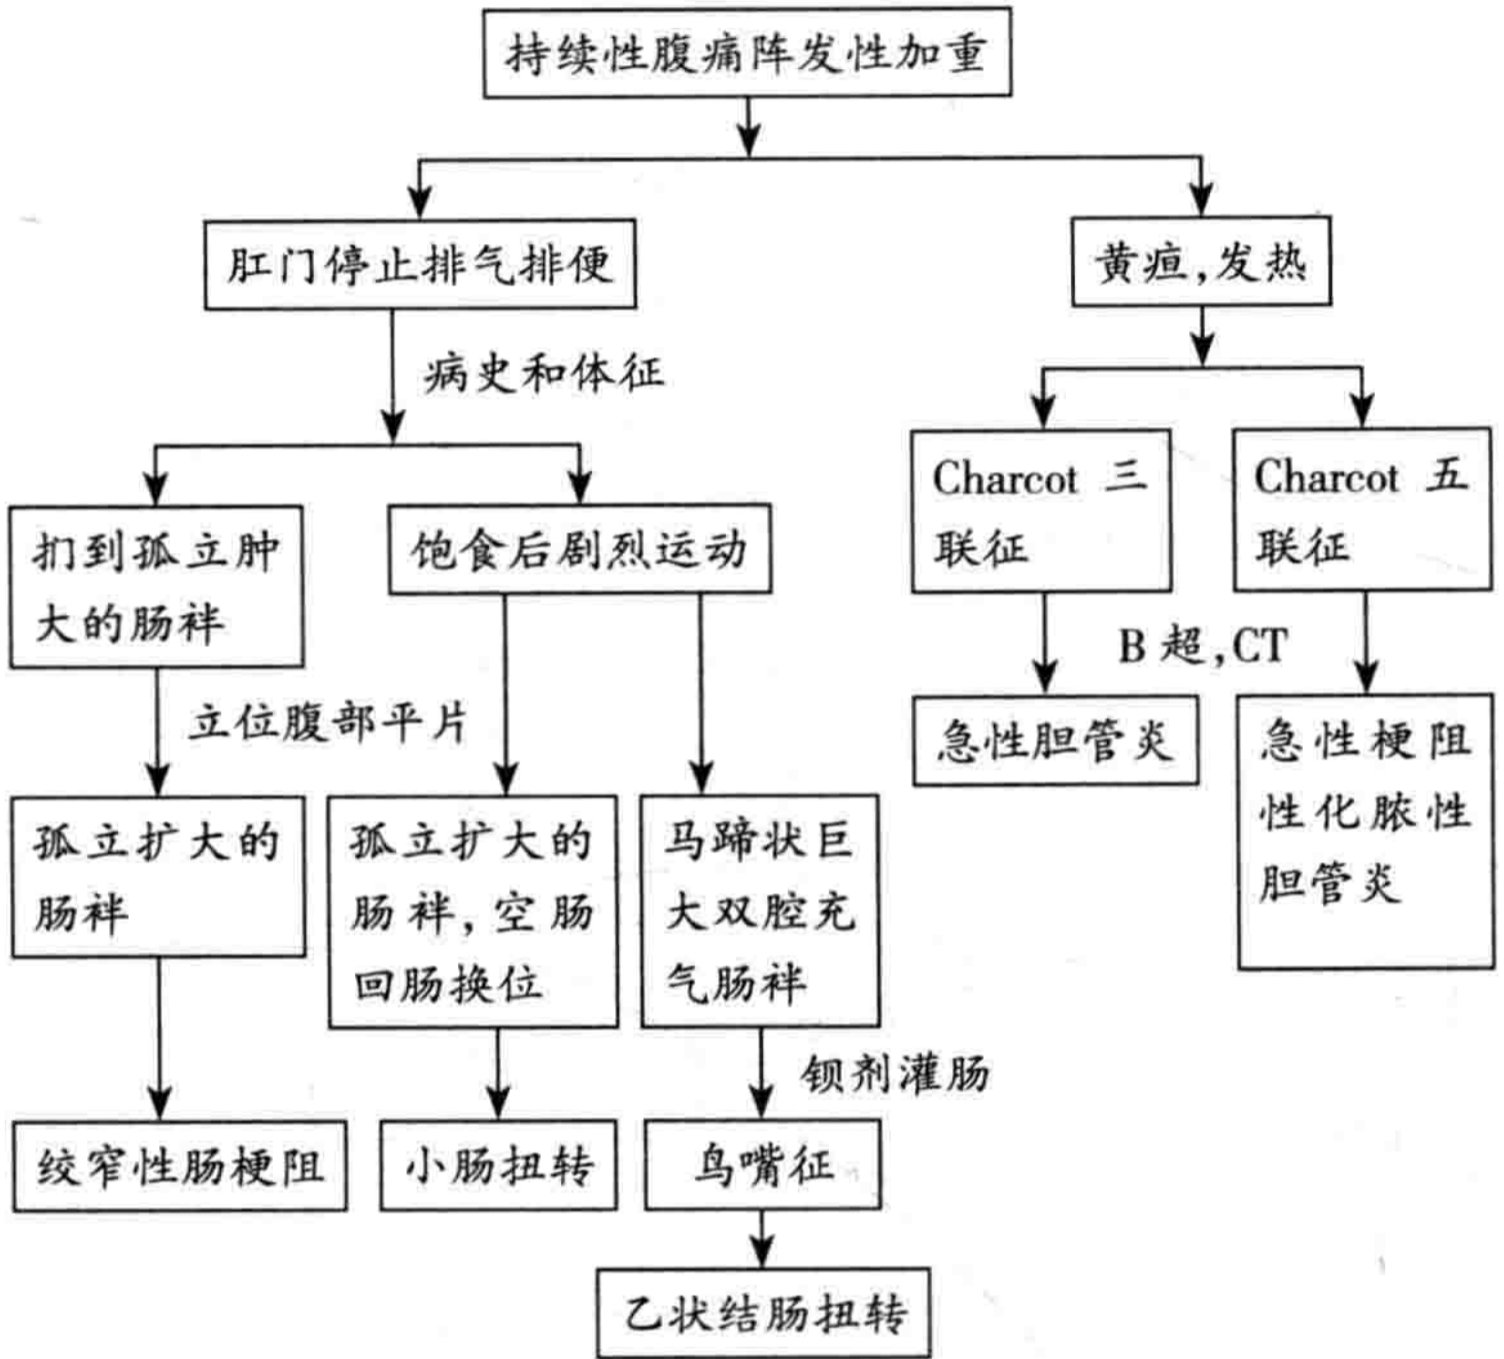 持续性腹痛阵发性加重
肛门停止排气排便
黄疸,发热
病史和体征
扪到孤立肿
大的肠袢
饱食后剧烈运动
Charcot 三
联征
Charcot 五
联征
立位腹部平片
B 超,CT
孤立扩大的
肠袢
孤立扩大的
肠袢,空肠
回肠换位
马蹄状巨
大双腔充
气肠袢
急性胆管炎
急性梗阻
性化脓性
胆管炎
钡剂灌肠
绞窄性肠梗阻
小肠扭转
鸟嘴征
乙状结肠扭转